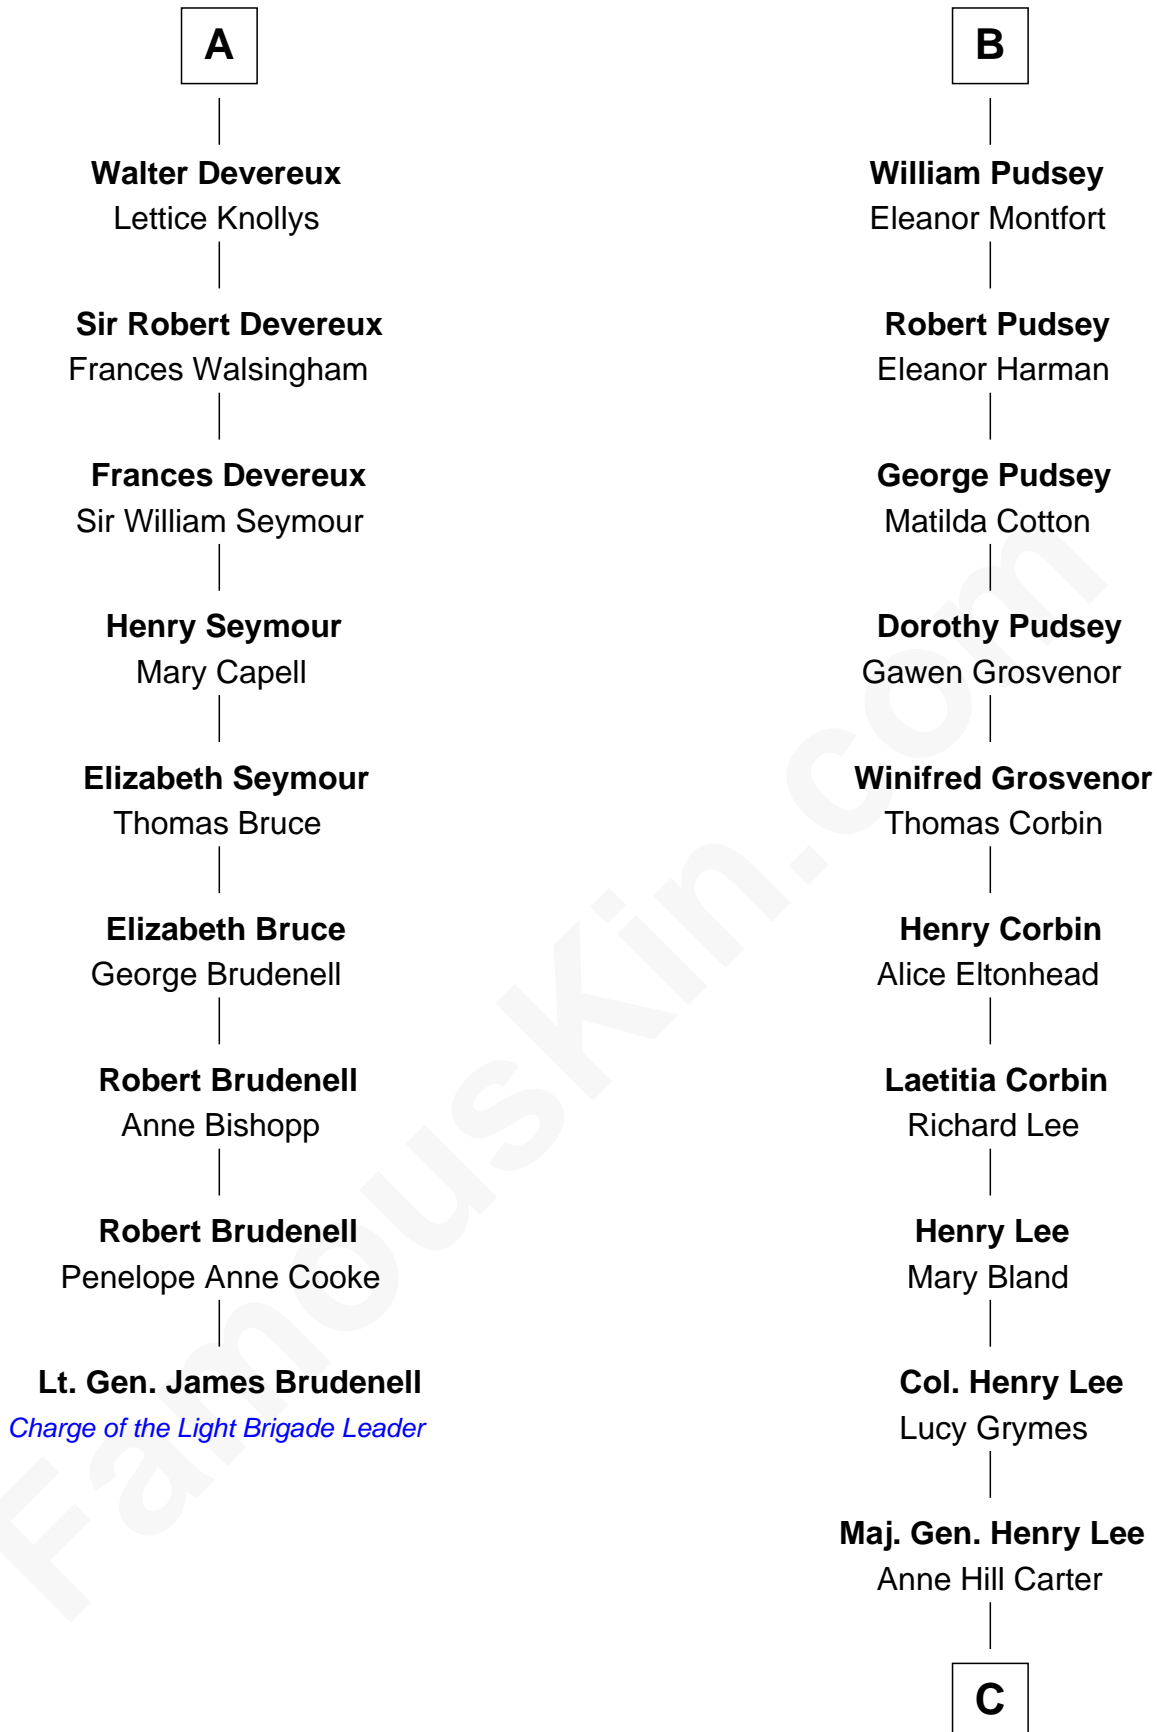 A
Walter Devereux
Lettice Knollys
Sir Robert Devereux
Frances Walsingham
Frances Devereux
Sir William Seymour
Henry Seymour
Mary Capell
Elizabeth Seymour
Thomas Bruce
Elizabeth Bruce
George Brudenell
Robert Brudenell
Anne Bishopp
Robert Brudenell
Penelope Anne Cooke
Lt. Gen. James Brudenell
Charge of the Light Brigade Leader
B
William Pudsey
Eleanor Montfort
Robert Pudsey
Eleanor Harman
George Pudsey
Matilda Cotton
Dorothy Pudsey
Gawen Grosvenor
Winifred Grosvenor
Thomas Corbin
Henry Corbin
Alice Eltonhead
Laetitia Corbin
Richard Lee
Henry Lee
Mary Bland
Col. Henry Lee
Lucy Grymes
Maj. Gen. Henry Lee
Anne Hill Carter
C
FamousKin.com